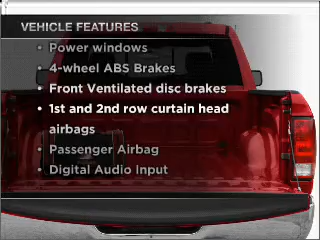 VEHICLE FEATURES
• Power windows
• 4-wheel ABS Brakes
• Front Ventilated disc brakes
• 1st and 2nd row curtain head
airbags
• Passenger Airbag
• Digital Audio Input